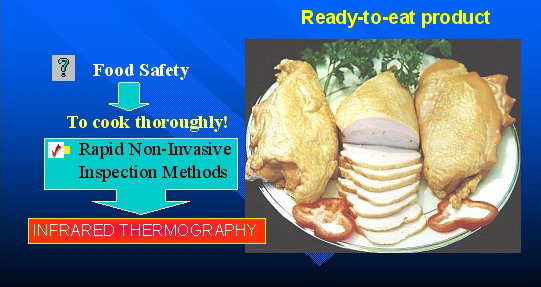 Ready-to-eat product
? Food Safety
To cook thoroughly!
Rapid Non-Invasive
Inspection Methods
INFRARED THERMOGRAPHY